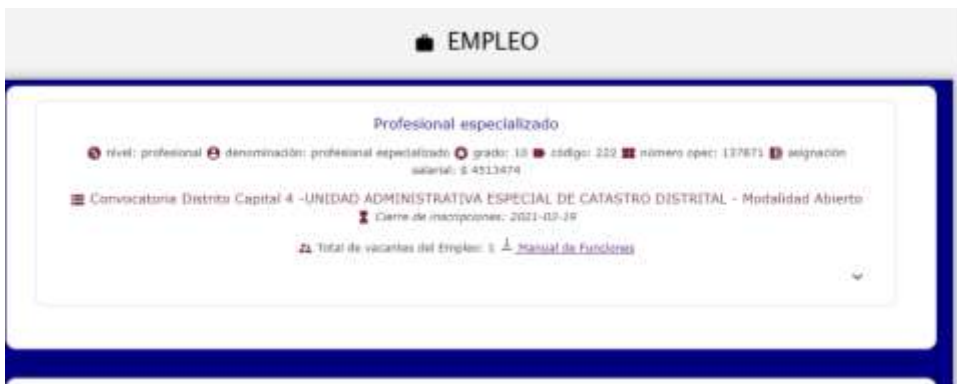 EMPLEO
Profesional especializado
nivel: profesional denominación: profesional especializado grado: 10 código: 222 número opec: 137871 asignación
salarial: $ 4513474
Convocatoria Distrito Capital 4 -UNIDAD ADMINISTRATIVA ESPECIAL DE CATASTRO DISTRITAL - Modalidad Abierto
Cierre de inscripciones: 2021-03-19
Total de vacantes del Empleo: 1 Manual de Funciones